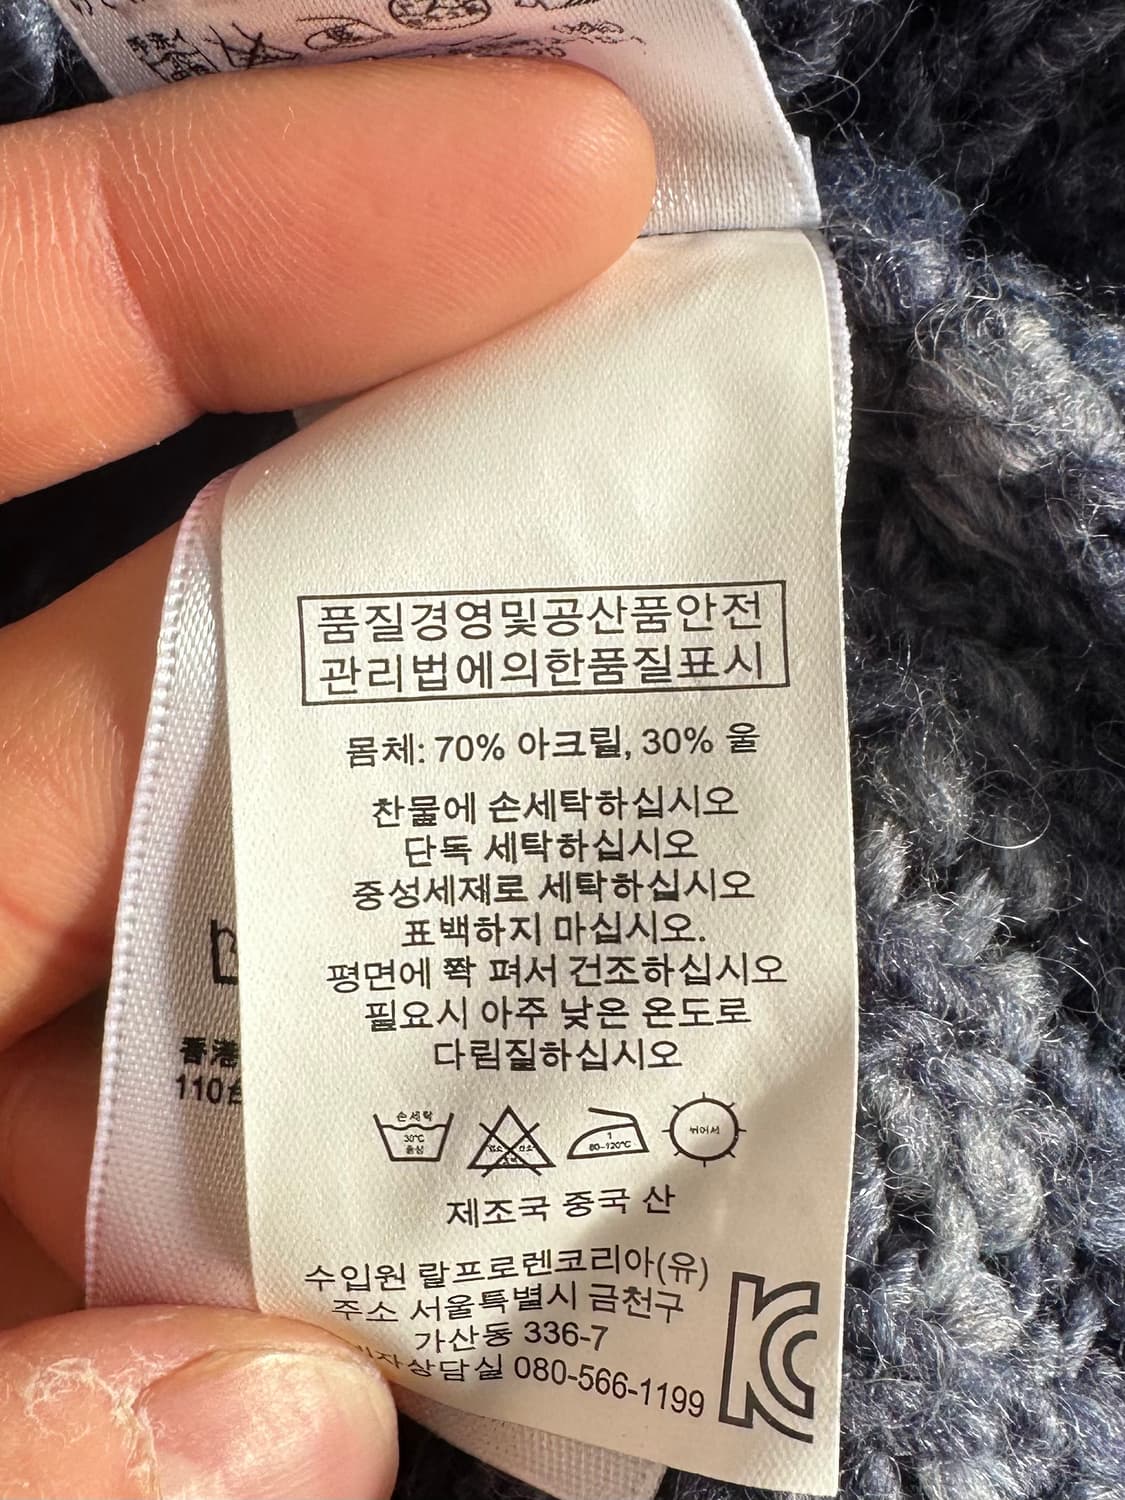 품질경영및공산품안전
관리법에의한품질표시
몸체: 70% 아크릴, 30% 울
찬물에 손세탁하십시오
단독 세탁하십시오
중성세제로 세탁하십시오
표백하지 마십시오.
평면에 쫙 펴서 건조하십시오
필요시 아주 낮은 온도로
다림질하십시오
손세탁
30°C
중성
1
80~120°C
뉘어서
제조국 중국 산
수입원 랄프로렌코리아(유)
주소 서울특별시 금천구
가산동 336-7
자상담실 080-566-1199
香港
110